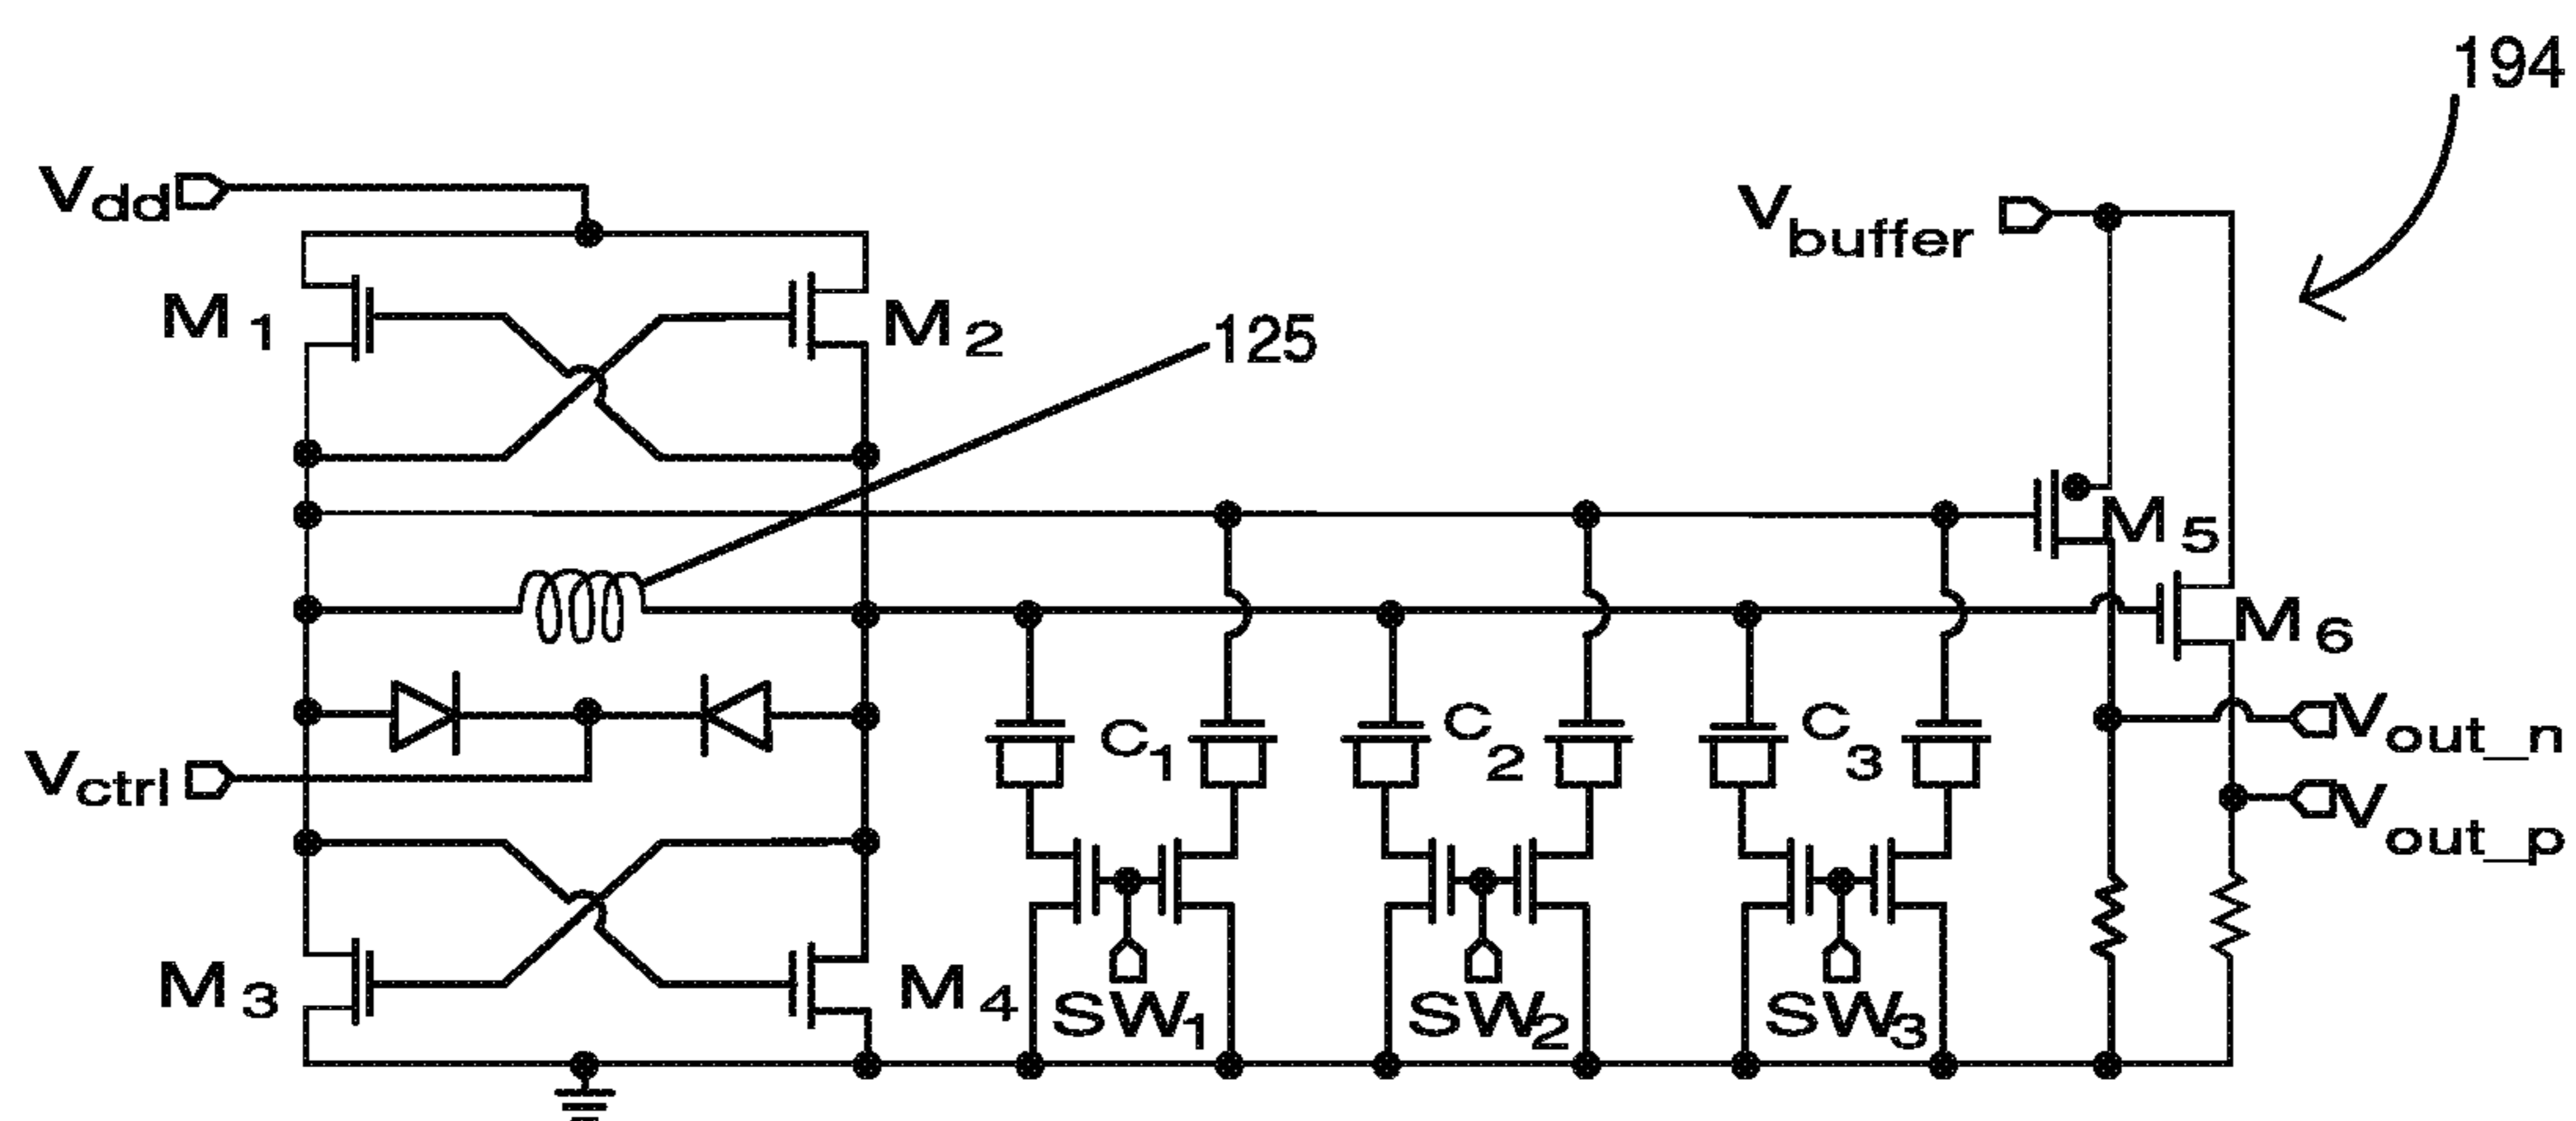 194
Vdd
Vbuffer
M1
M2
125
M5
M6
C1
C2
C3
Vout_n
Vctrl
Vout_p
M3
M4
SW1
SW2
SW3